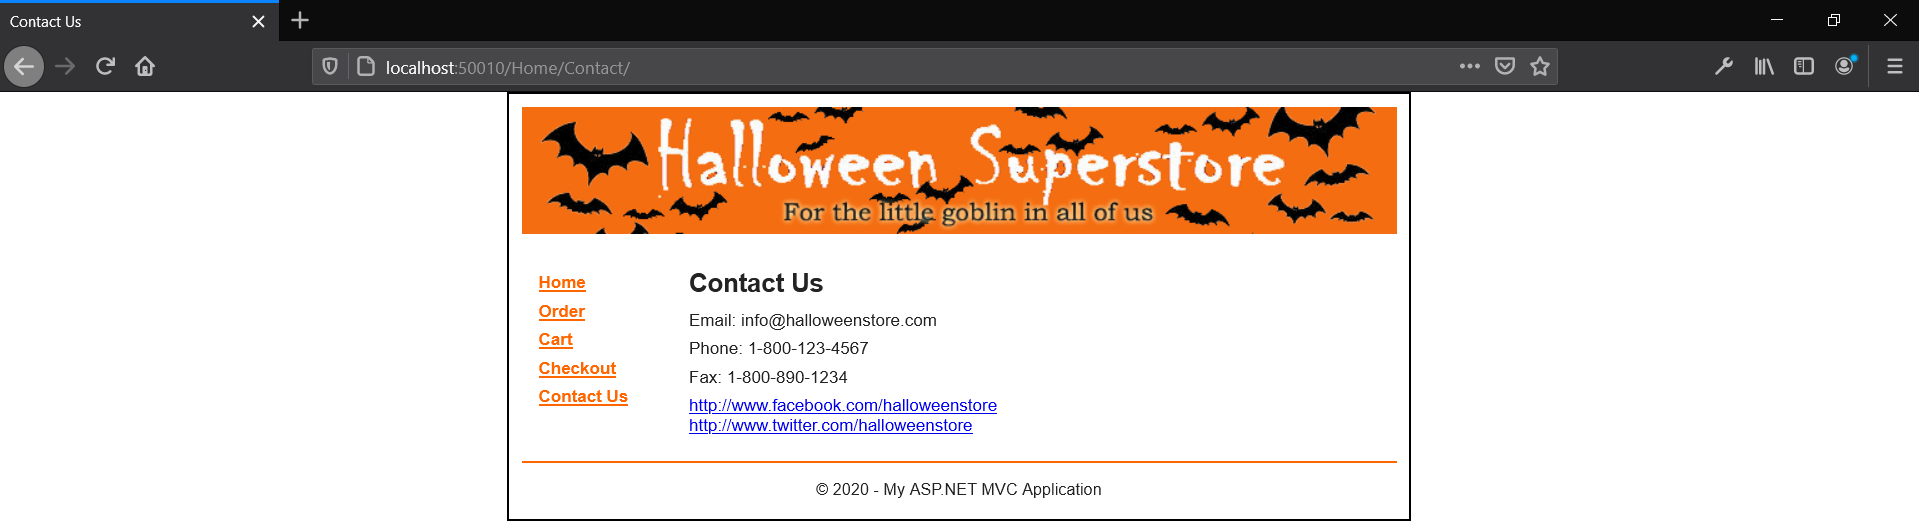 Contact Us
localhost:50010/Home/Contact/
Halloween Superstore
For the little goblin in all of us
Home
Order
Cart
Checkout
Contact Us
Contact Us
Email: info@halloweenstore.com
Phone: 1-800-123-4567
Fax: 1-800-890-1234
http://www.facebook.com/halloweenstore
http://www.twitter.com/halloweenstore
© 2020 - My ASP.NET MVC Application